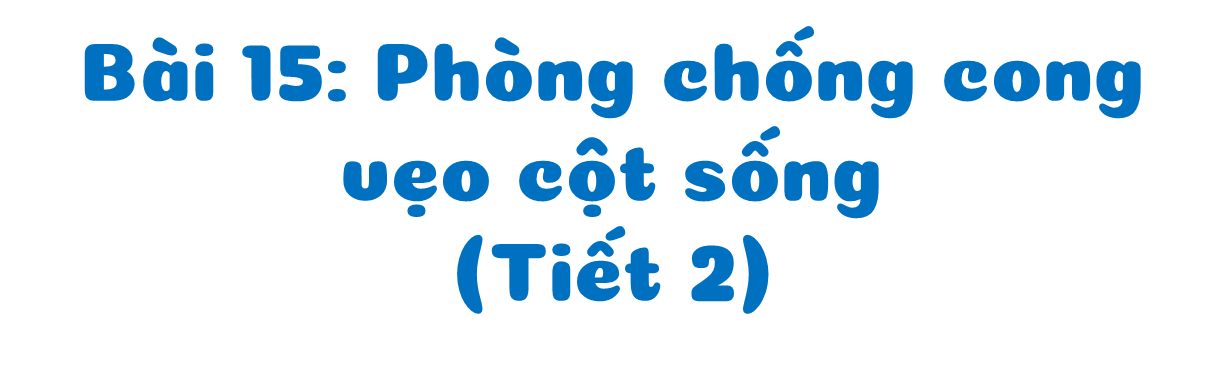 Bài 15: Phòng chống cong
vẹo cột sống
(Tiết 2)